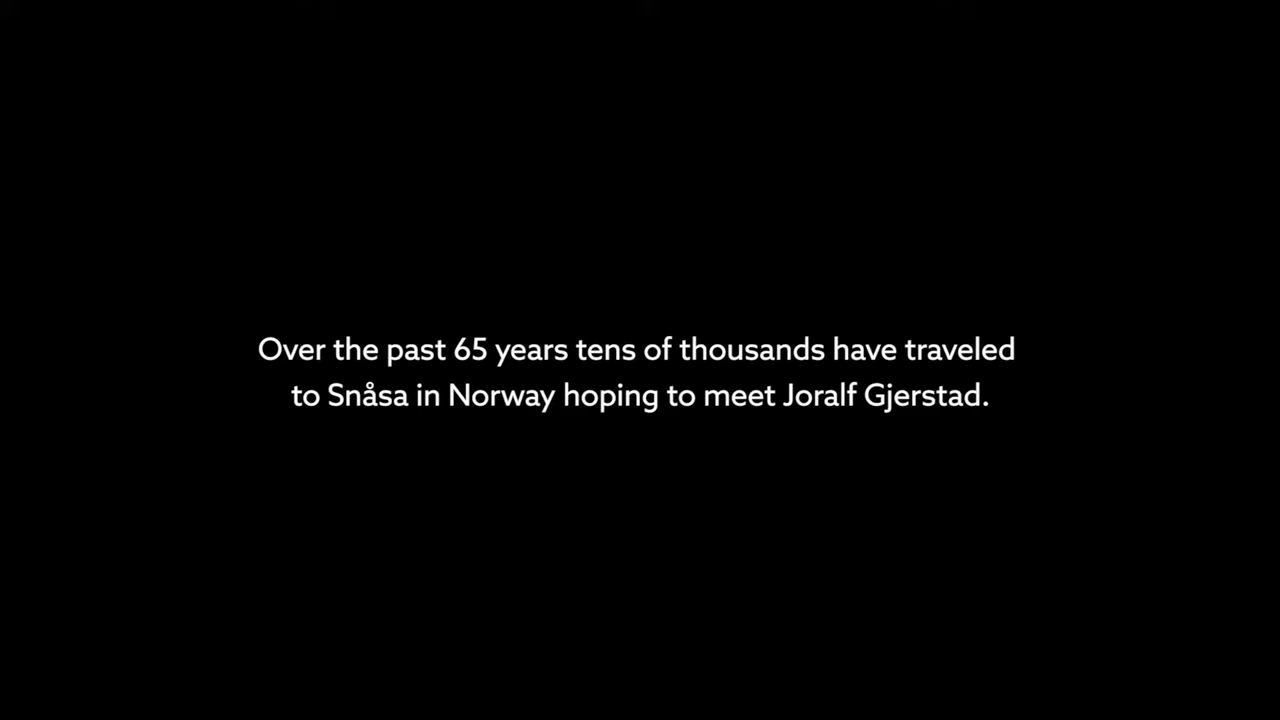 Over the past 65 years tens of thousands have traveled
to Snåsa in Norway hoping to meet Joralf Gjerstad.